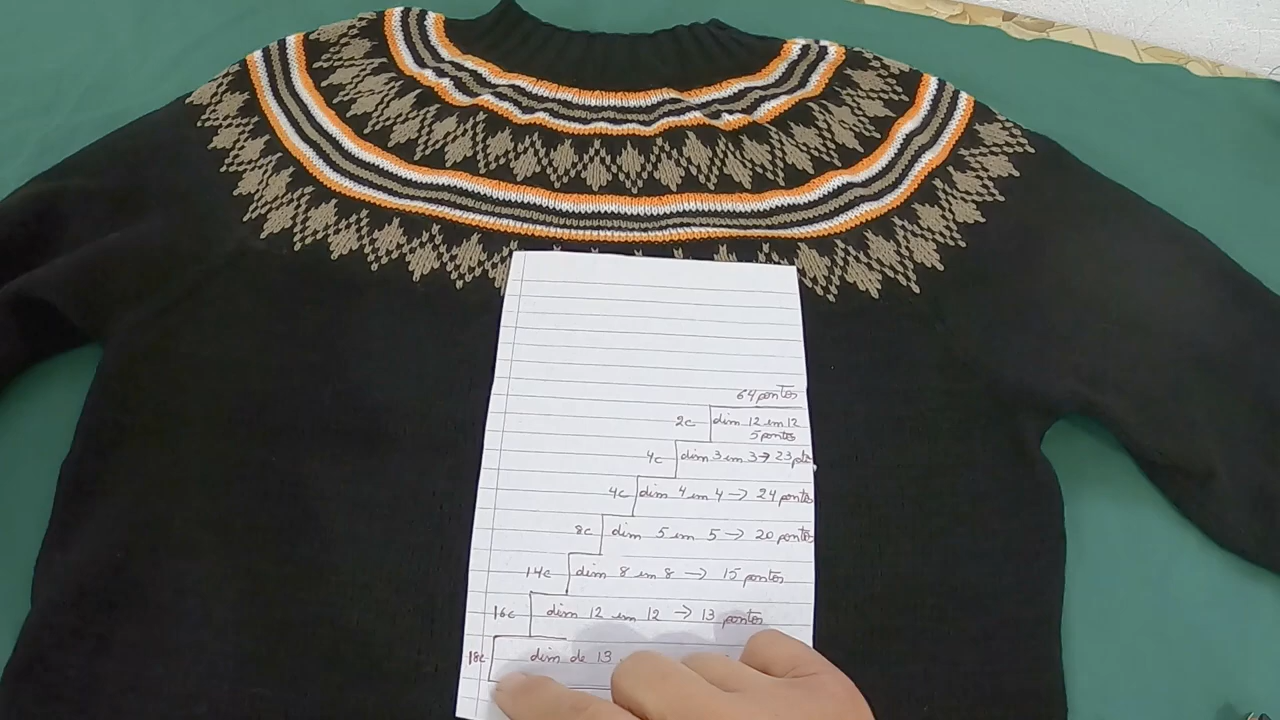 64 pontos
2c dim 12 em 12
5 pontos
4c dim 3 em 3 → 23
4c dim 4 em 4 → 24 pontos
8c dim 5 em 5 → 20 pontos
14c dim 8 em 8 → 15 pontos
16c dim 12 em 12 → 13 pontos
18c dim de 13